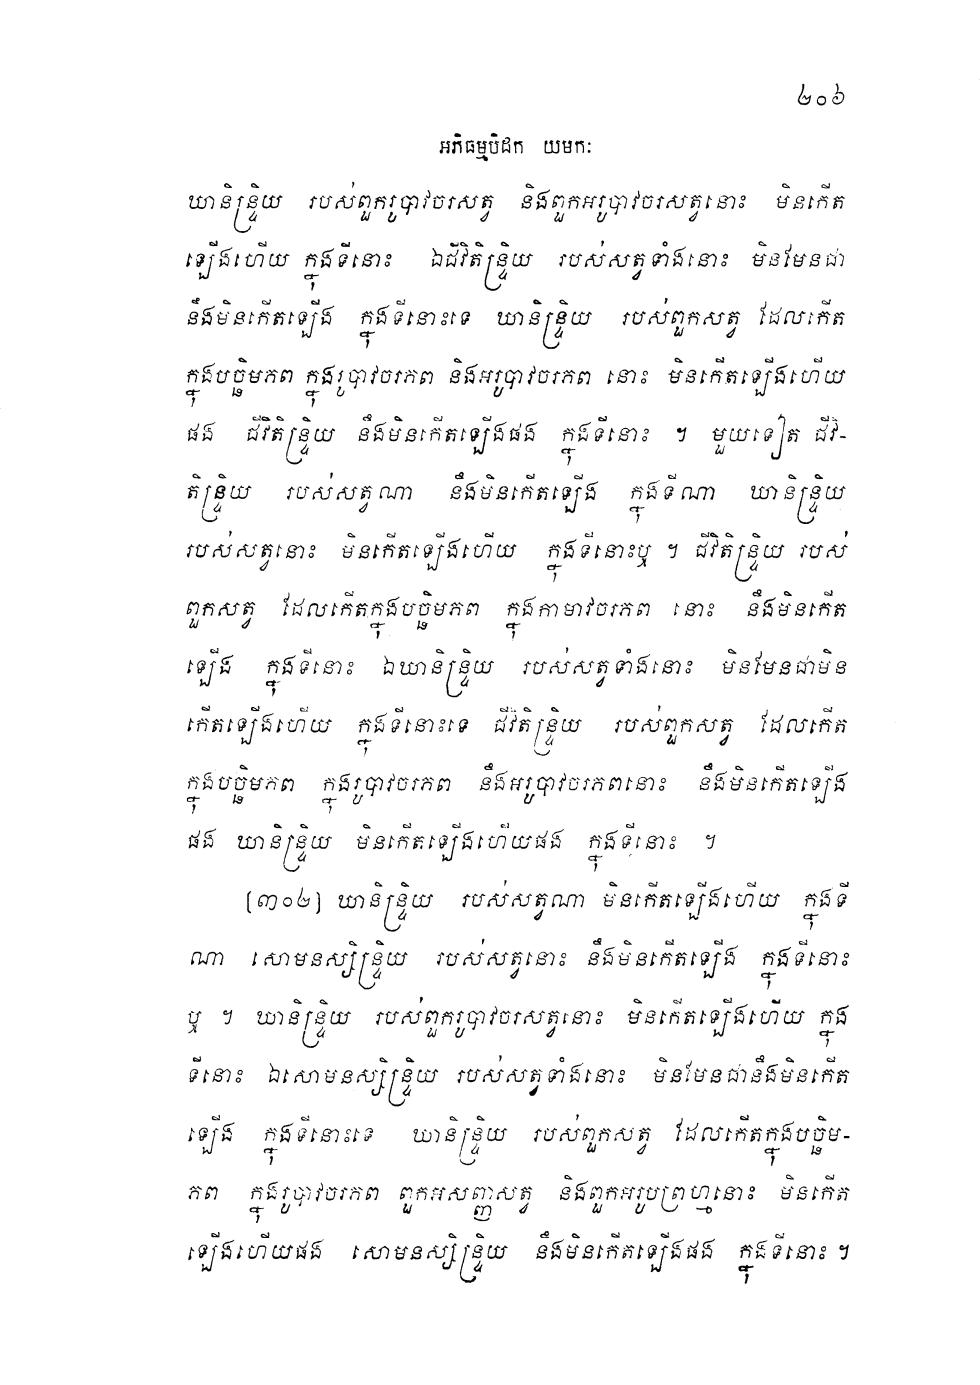 ២០៦
អភិធម្មបិដក យមកៈ
ឃានិន្ទ្រិយ របស់ពួករូបាវចរសត្វ និងពួកអរូបាវចរសត្វនោះ មិនកើត
ឡើងហើយ ក្នុងទីនោះ ឯជីវិតិន្ទ្រិយ របស់សត្វទាំងនោះ មិនមែនជា
នឹងមិនកើតឡើង ក្នុងទីនោះទេ ឃានិន្ទ្រិយ របស់ពួកសត្វ ដែលកើត
ក្នុងបច្ឆិមភព ក្នុងរូបាវចរភព និងអរូបាវចរភព នោះ មិនកើតឡើងហើយ
ផង ជីវិតិន្ទ្រិយ នឹងមិនកើតឡើងផង ក្នុងទីនោះ ។ មួយទៀត ជីវិ-
តិន្ទ្រិយ របស់សត្វណា នឹងមិនកើតឡើង ក្នុងទីណា ឃានិន្ទ្រិយ
របស់សត្វនោះ មិនកើតឡើងហើយ ក្នុងទីនោះឬ ។ ជីវិតិន្ទ្រិយ របស់
ពួកសត្វ ដែលកើតក្នុងបច្ឆិមភព ក្នុងកាមាវចរភព នោះ នឹងមិនកើត
ឡើង ក្នុងទីនោះ ឯឃានិន្ទ្រិយ របស់សត្វទាំងនោះ មិនមែនជាមិន
កើតឡើងហើយ ក្នុងទីនោះទេ ជីវិតិន្ទ្រិយ របស់ពួកសត្វ ដែលកើត
ក្នុងបច្ឆិមភព ក្នុងរូបាវចរភព នឹងអរូបាវចរភពនោះ នឹងមិនកើតឡើង
ផង ឃានិន្ទ្រិយ មិនកើតឡើងហើយផង ក្នុងទីនោះ ។
[៣០២] ឃានិន្ទ្រិយ របស់សត្វណា មិនកើតឡើងហើយ ក្នុងទី
ណា សោមនស្សិន្ទ្រិយ របស់សត្វនោះ នឹងមិនកើតឡើង ក្នុងទីនោះ
ឬ ។ ឃានិន្ទ្រិយ របស់ពួករូបាវចរសត្វនោះ មិនកើតឡើងហើយ ក្នុង
ទីនោះ ឯសោមនស្សិន្ទ្រិយ របស់សត្វទាំងនោះ មិនមែនជានឹងមិនកើត
ឡើង ក្នុងទីនោះទេ ឃានិន្ទ្រិយ របស់ពួកសត្វ ដែលកើតក្នុងបច្ឆិម-
ភព ក្នុងរូបាវចរភព ពួកអសញ្ញសត្វ និងពួកអរូបព្រហ្មនោះ មិនកើត
ឡើងហើយផង សោមនស្សិន្ទ្រិយ នឹងមិនកើតឡើងផង ក្នុងទីនោះ ។